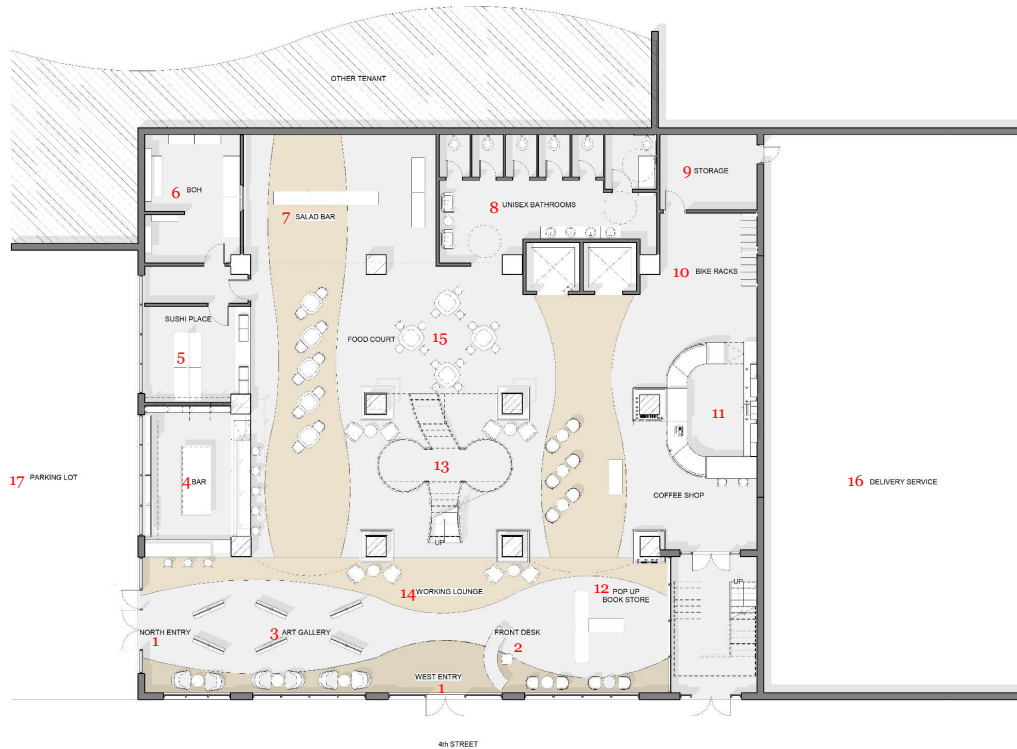 OTHER TENANT
9 STORAGE
6 BOH
8 UNISEX BATHROOMS
7 SALAD BAR
10 BIKE RACKS
SUSHI PLACE
5
FOOD COURT
15
11
13
17 PARKING LOT
4 BAR
16 DELIVERY SERVICE
COFFEE SHOP
UP
UP
14 WORKING LOUNGE
12 POP UP
BOOK STORE
NORTH ENTRY
1
3 ART GALLERY
FRONT DESK
2
WEST ENTRY
1
4th STREET